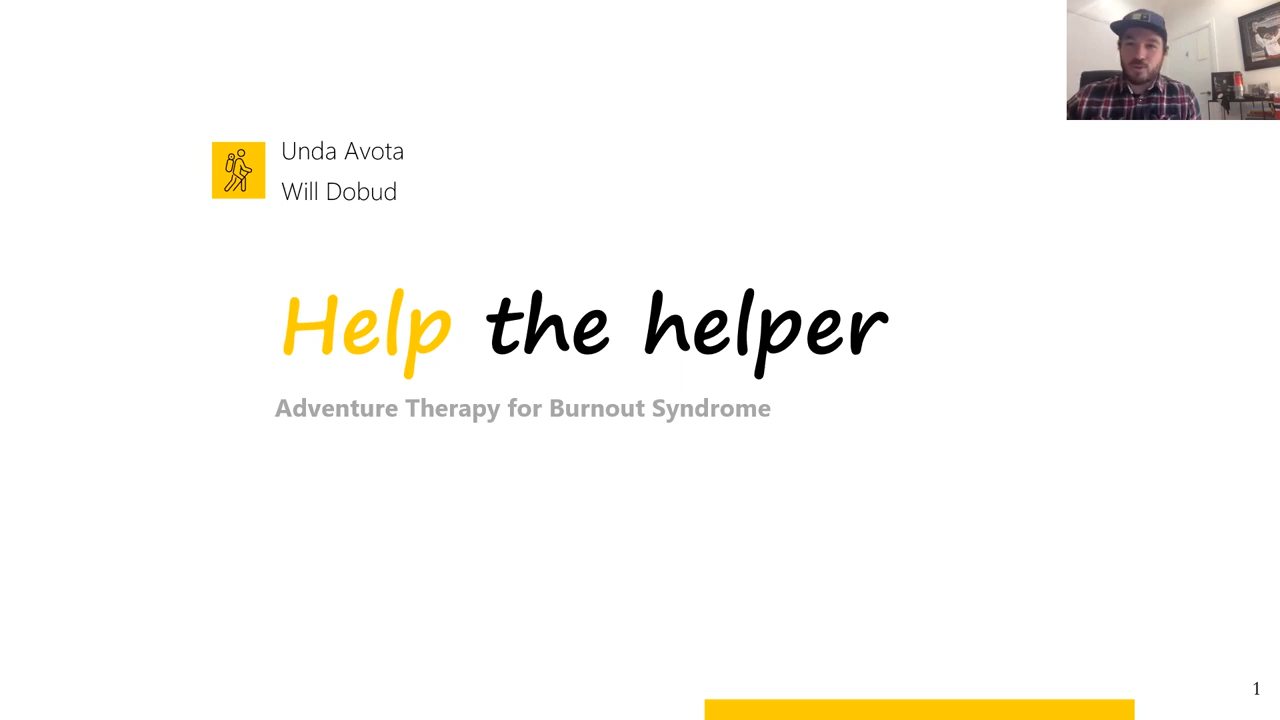 Unda Avota
Will Dobud
Help the helper
Adventure Therapy for Burnout Syndrome
1